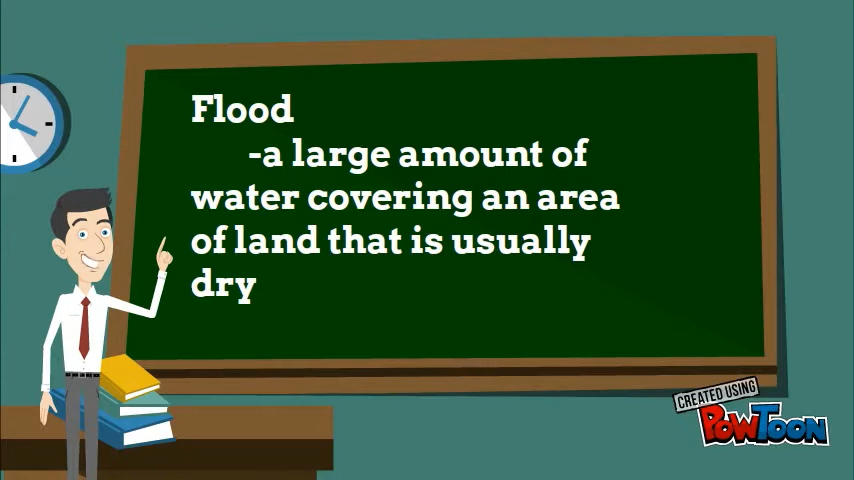 Flood
-a large amount of
water covering an area
of land that is usually
dry
CREATED USING
POWTOON